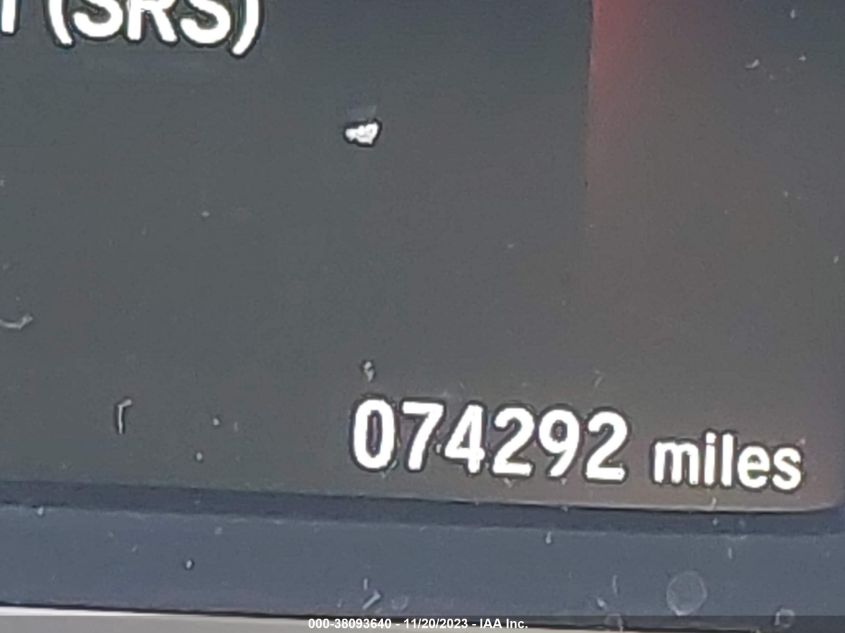 (SRS)
074292 miles
000-38093640 - 11/20/2023 - IAA Inc.